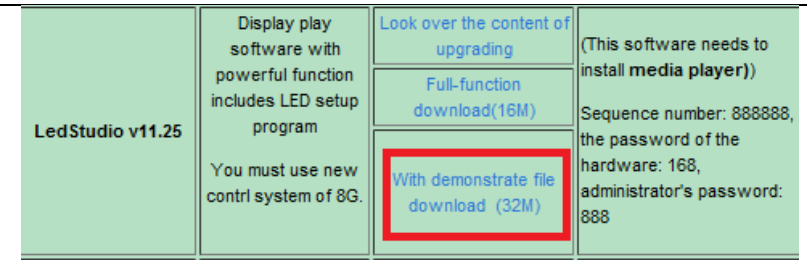 LedStudio v11.25
Display play
software with
powerful function
includes LED setup
program
You must use new
contrl system of 8G.
Look over the content of
upgrading
Full-function
download(16M)
With demonstrate file
download (32M)
(This software needs to
install media player))
Sequence number: 888888,
the password of the
hardware: 168,
administrator's password:
888